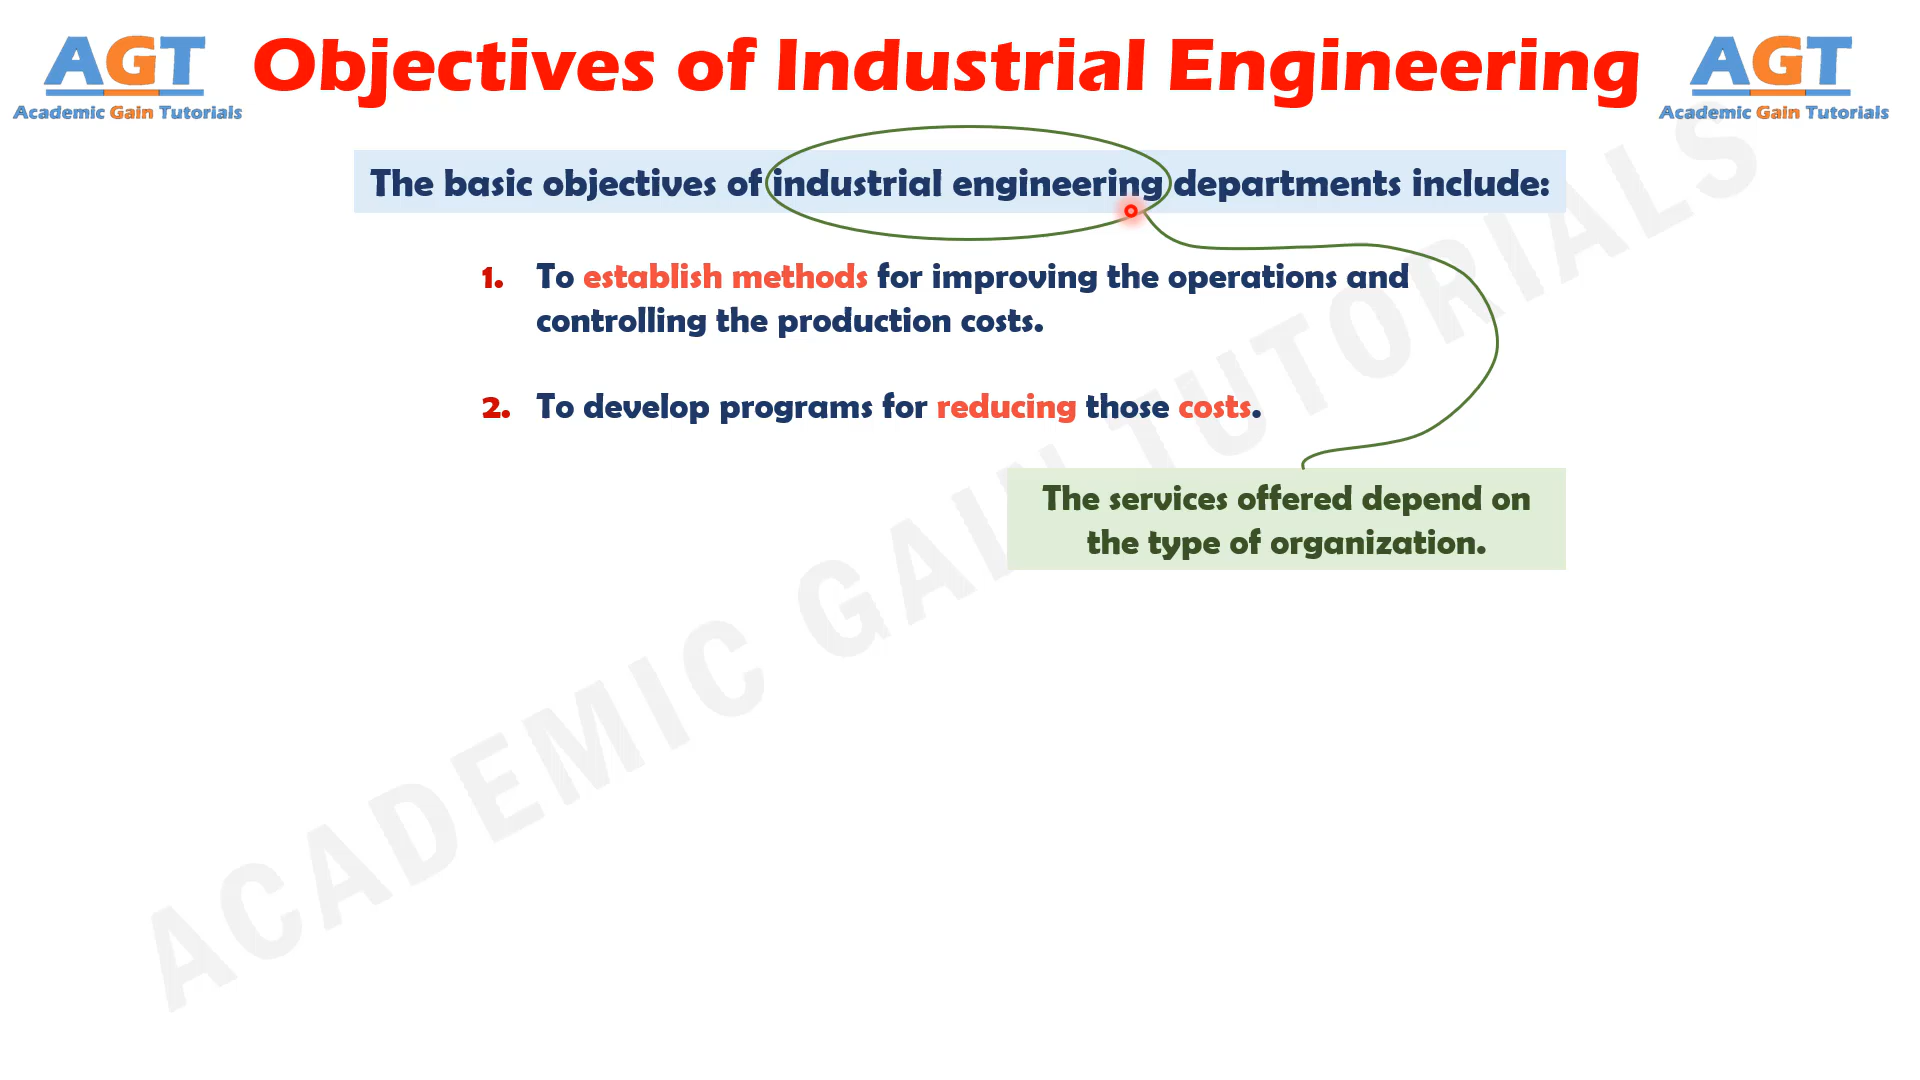 AGT
Academic Gain Tutorials
Objectives of Industrial Engineering
AGT
Academic Gain Tutorials
The basic objectives of industrial engineering departments include:
1. To establish methods for improving the operations and
controlling the production costs.
2. To develop programs for reducing those costs.
The services offered depend on
the type of organization.
ACADEMIC GAIN TUTORIALS